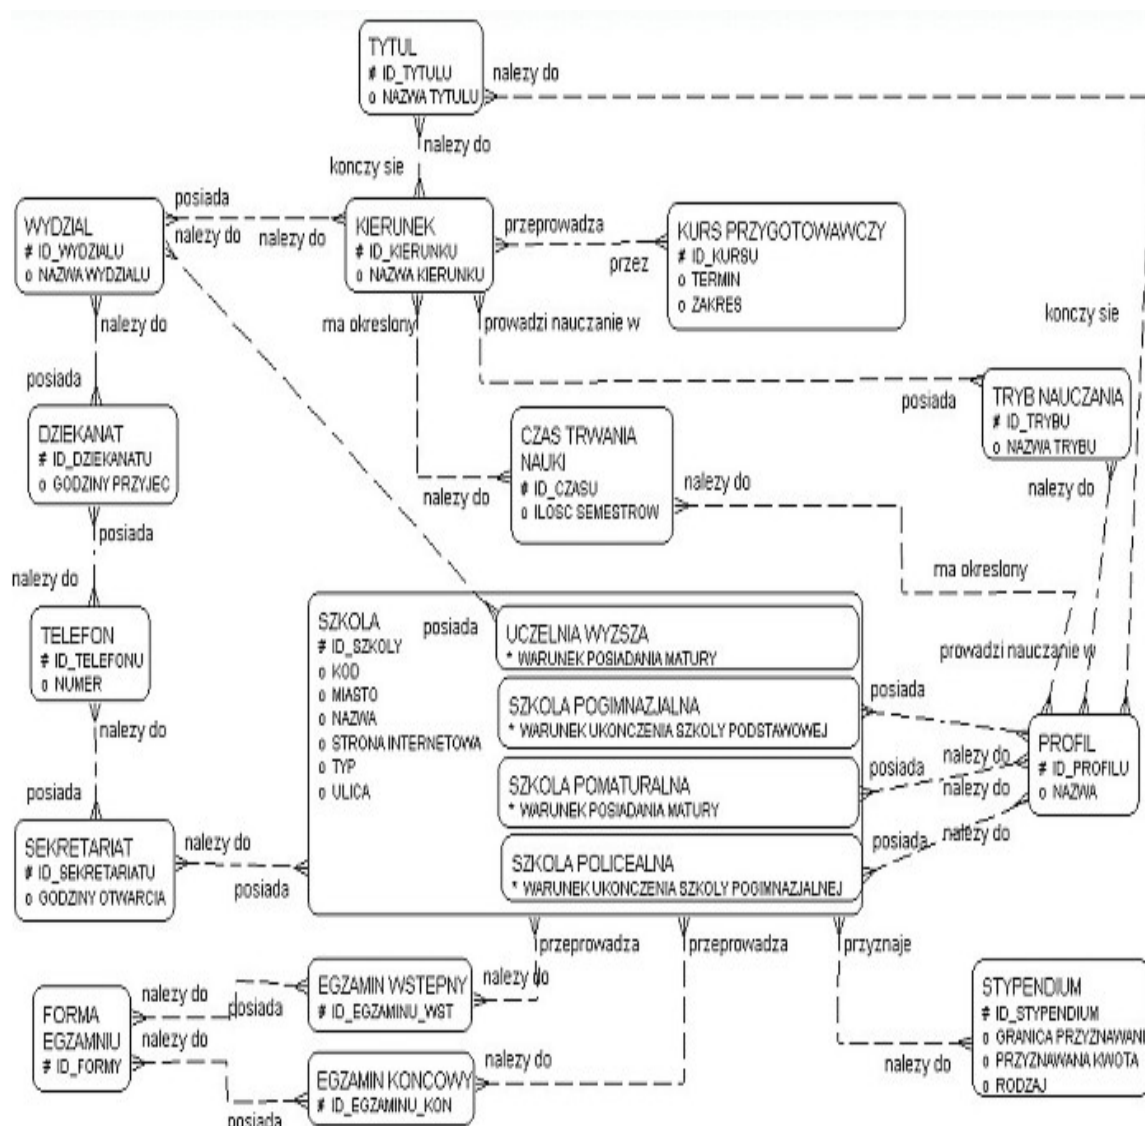 TYTUL
# ID_TYTULU
o NAZWA TYTULU
nalezy do
nalezy do
konczy sie
posiada
nalezy do
nalezy do
WYDZIAL
# ID_WYDZIALU
o NAZWA WYDZIALU
KIERUNEK
# ID_KIERUNKU
o NAZWA KIERUNKU
przeprowadza
przez
KURS PRZYGOTOWAWCZY
# ID_KURSU
o TERMIN
o ZAKRES
konczy sie
nalezy do
posiada
ma okreslony
prowadzi nauczanie w
posiada
TRYB NAUCZANIA
# ID_TRYBU
o NAZWA TRYBU
nalezy do
DZIEKANAT
# ID_DZIEKANATU
o GODZINY PRZYJEC
posiada
nalezy do
CZAS TRWANIA
NAUKI
# ID_CZASU
o ILOSC SEMESTROW
nalezy do
nalezy do
ma okreslony
prowadzi nauczanie w
TELEFON
# ID_TELEFONU
o NUMER
nalezy do
posiada
SZKOLA
# ID_SZKOLY
o KOD
o MIASTO
o NAZWA
o STRONA INTERNETOWA
o TYP
o ULICA
posiada
UCZELNIA WYZSZA
* WARUNEK POSIADANIA MATURY
SZKOLA POGIMNAZJALNA
* WARUNEK UKONCZENIA SZKOLY PODSTAWOWEJ
SZKOLA POMATURALNA
* WARUNEK POSIADANIA MATURY
SZKOLA POLICEALNA
* WARUNEK UKONCZENIA SZKOLY POGIMNAZJALNEJ
posiada
nalezy do
posiada
nalezy do
posiada
nalezy do
PROFIL
# ID_PROFILU
o NAZWA
SEKRETARIAT
# ID_SEKRETARIATU
o GODZINY OTWARCIA
nalezy do
posiada
przeprowadza
przeprowadza
przyznaje
FORMA
EGZAMNIU
# ID_FORMY
nalezy do
posiada
nalezy do
posiada
EGZAMIN WSTEPNY
# ID_EGZAMINU_WST
nalezy do
EGZAMIN KONCOWY
# ID_EGZAMINU_KON
nalezy do
nalezy do
STYPENDIUM
# ID_STYPENDIUM
o GRANICA PRZYZNAWANI
o PRZYZNAWANA KWOTA
o RODZAJ